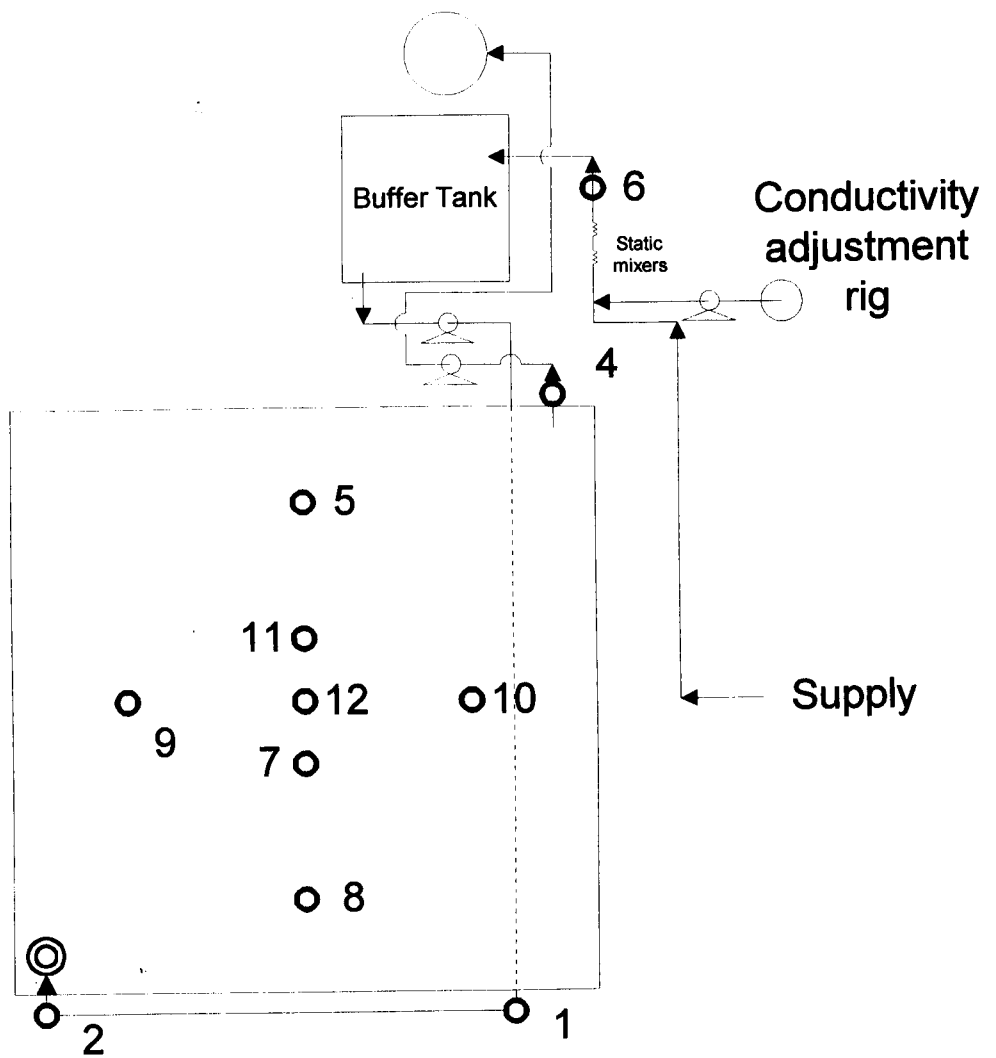 Buffer Tank
6
Conductivity
adjustment
rig
Static
mixers
4
5
11
12
10
9
7
Supply
8
2
1